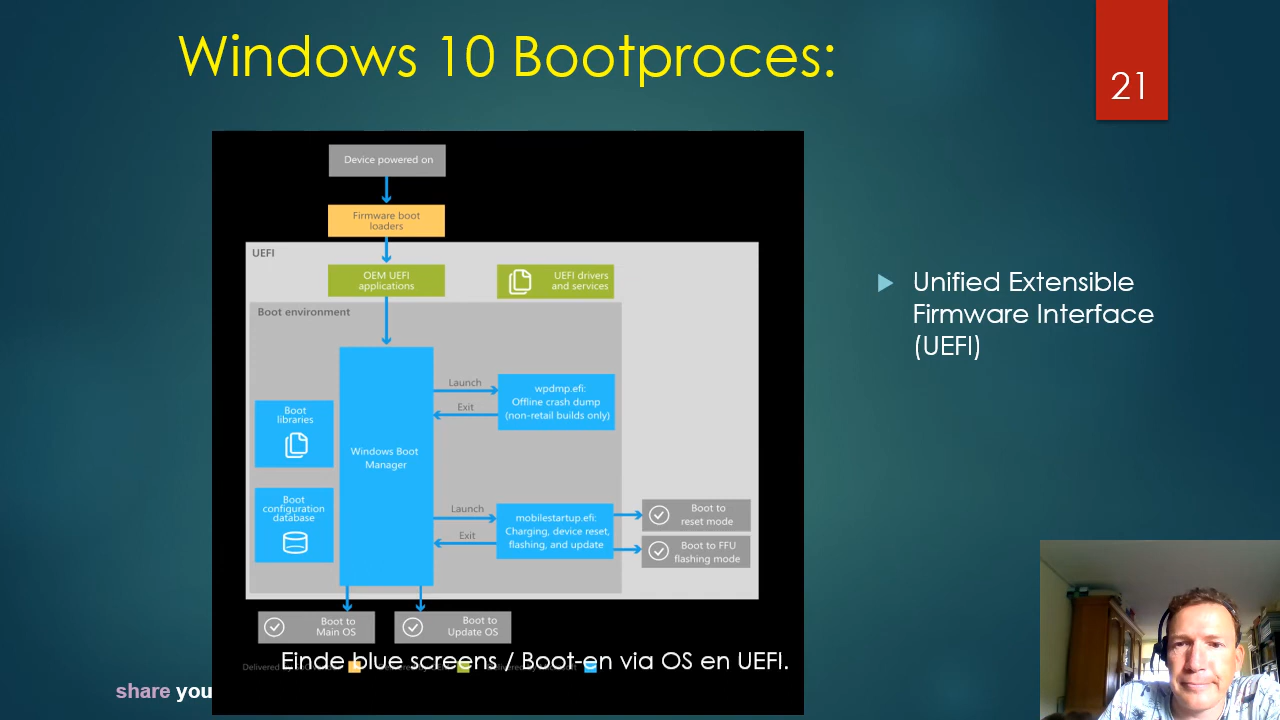 Windows 10 Bootproces:
21
Device powered on
Firmware boot
loaders
UEFI
OEM UEFI
applications
UEFI drivers
and services
Boot environment
Launch
Exit
wpdmp.efi:
Offline crash dump
(non-retail builds only)
Boot
libraries
Windows Boot
Manager
Boot
configuration
database
Launch
Exit
mobilestartup.efi:
Charging, device reset,
flashing, and update
Boot to
reset mode
Boot to FFU
flashing mode
Boot to
Main OS
Boot to
Update OS
Delivered
Einde blue screens / Boot-en via OS en UEFI.
share you
Unified Extensible
Firmware Interface
(UEFI)